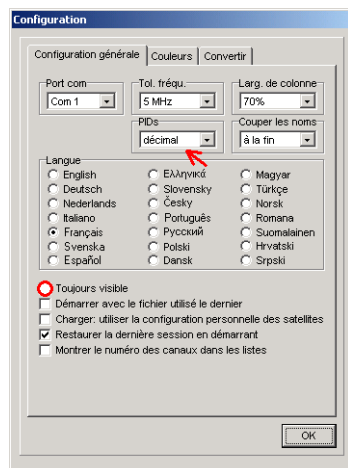 Configuration
Configuration générale Couleurs Convertir
Port com Tol. fréqu. Larg. de colonne
Com 1 5 MHz 70%
PIDs Couper les noms
décimal à la fin
Langue
English Ελληνικά Magyar
Deutsch Slovensky Türkçe
Nederlands Česky Norsk
Italiano Português Romana
Français Русский Suomalainen
Svenska Polski Hrvatski
Español Dansk Srpski
Toujours visible
Démarrer avec le fichier utilisé le dernier
Charger: utiliser la configuration personnelle des satellites
Restaurer la dernière session en démarrant
Montrer le numéro des canaux dans les listes
OK